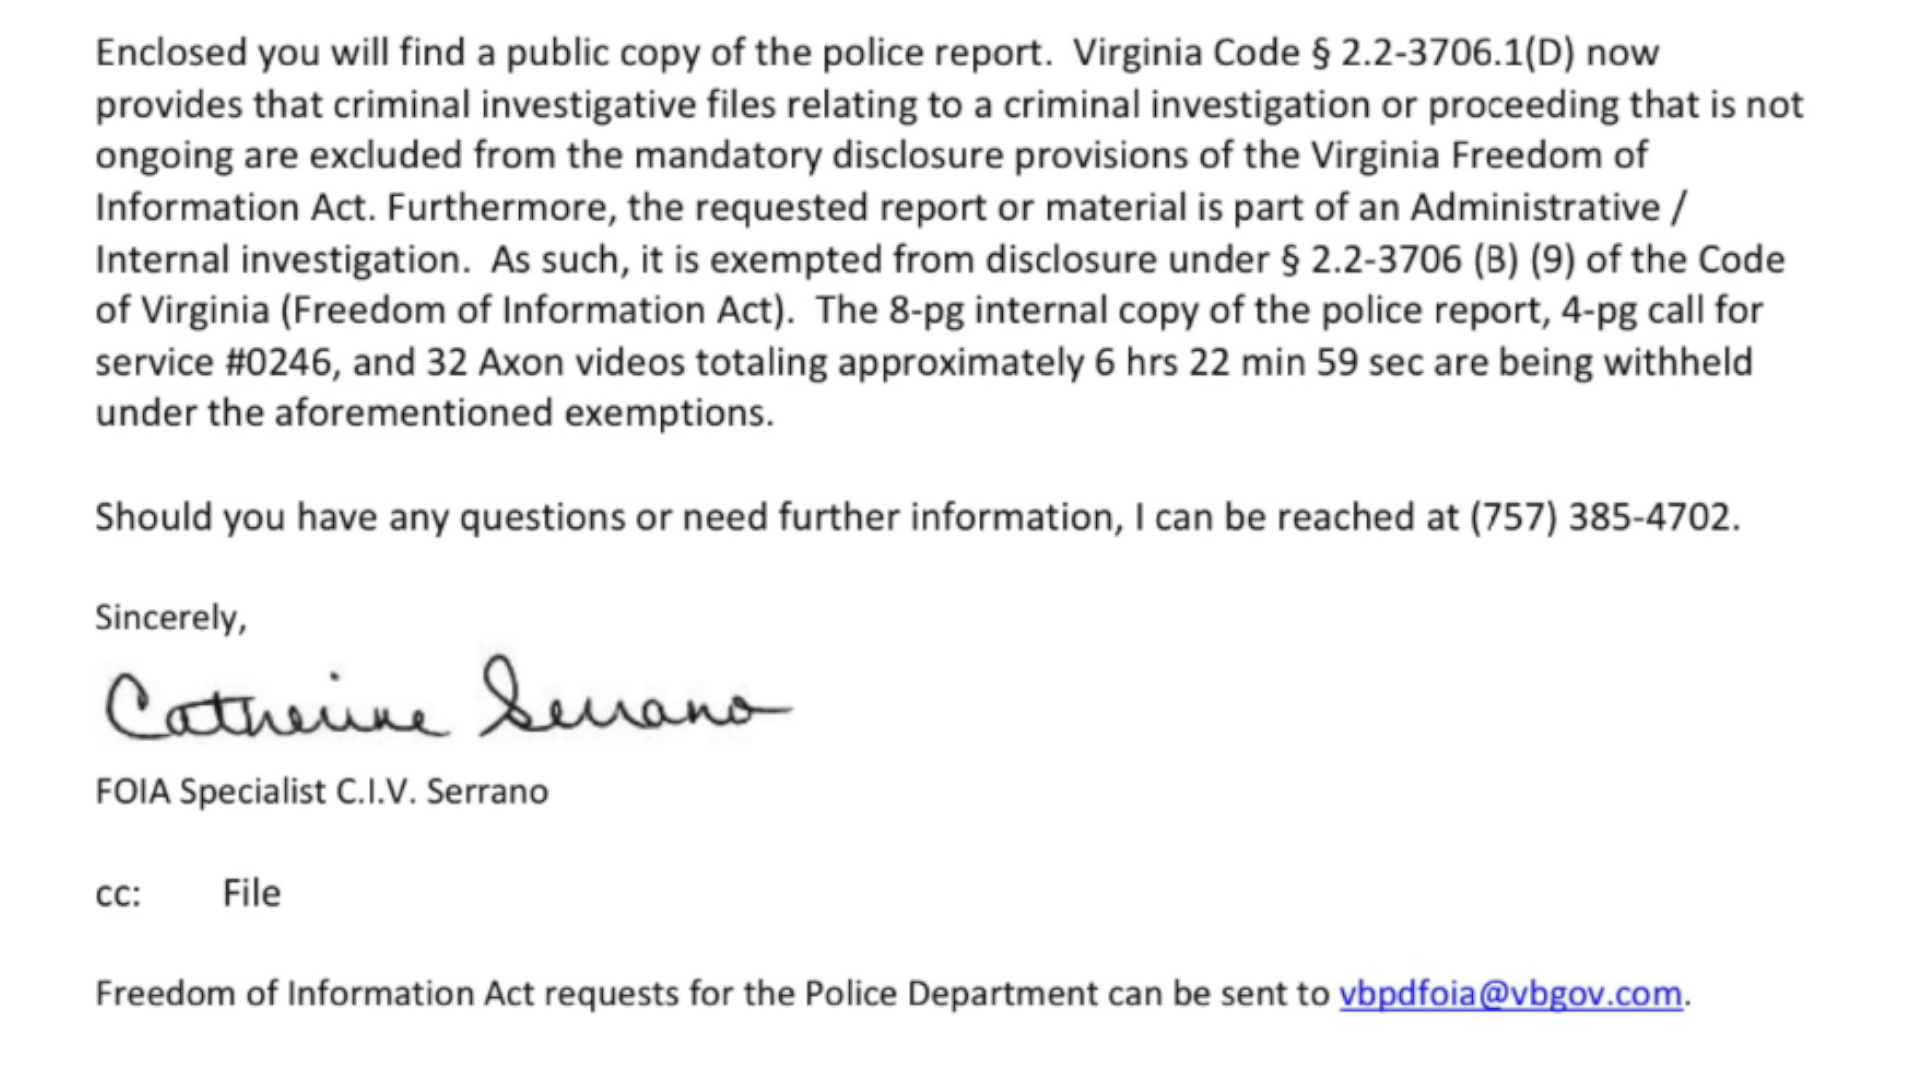 Enclosed you will find a public copy of the police report.  Virginia Code § 2.2-3706.1(D) now
provides that criminal investigative files relating to a criminal investigation or proceeding that is not
ongoing are excluded from the mandatory disclosure provisions of the Virginia Freedom of
Information Act. Furthermore, the requested report or material is part of an Administrative /
Internal investigation.  As such, it is exempted from disclosure under § 2.2-3706 (B) (9) of the Code
of Virginia (Freedom of Information Act).  The 8-pg internal copy of the police report, 4-pg call for
service #0246, and 32 Axon videos totaling approximately 6 hrs 22 min 59 sec are being withheld
under the aforementioned exemptions.
Should you have any questions or need further information, I can be reached at (757) 385-4702.
Sincerely,
Catherine Serrano
FOIA Specialist C.I.V. Serrano
cc: File
Freedom of Information Act requests for the Police Department can be sent to vbpdfoia@vbgov.com.